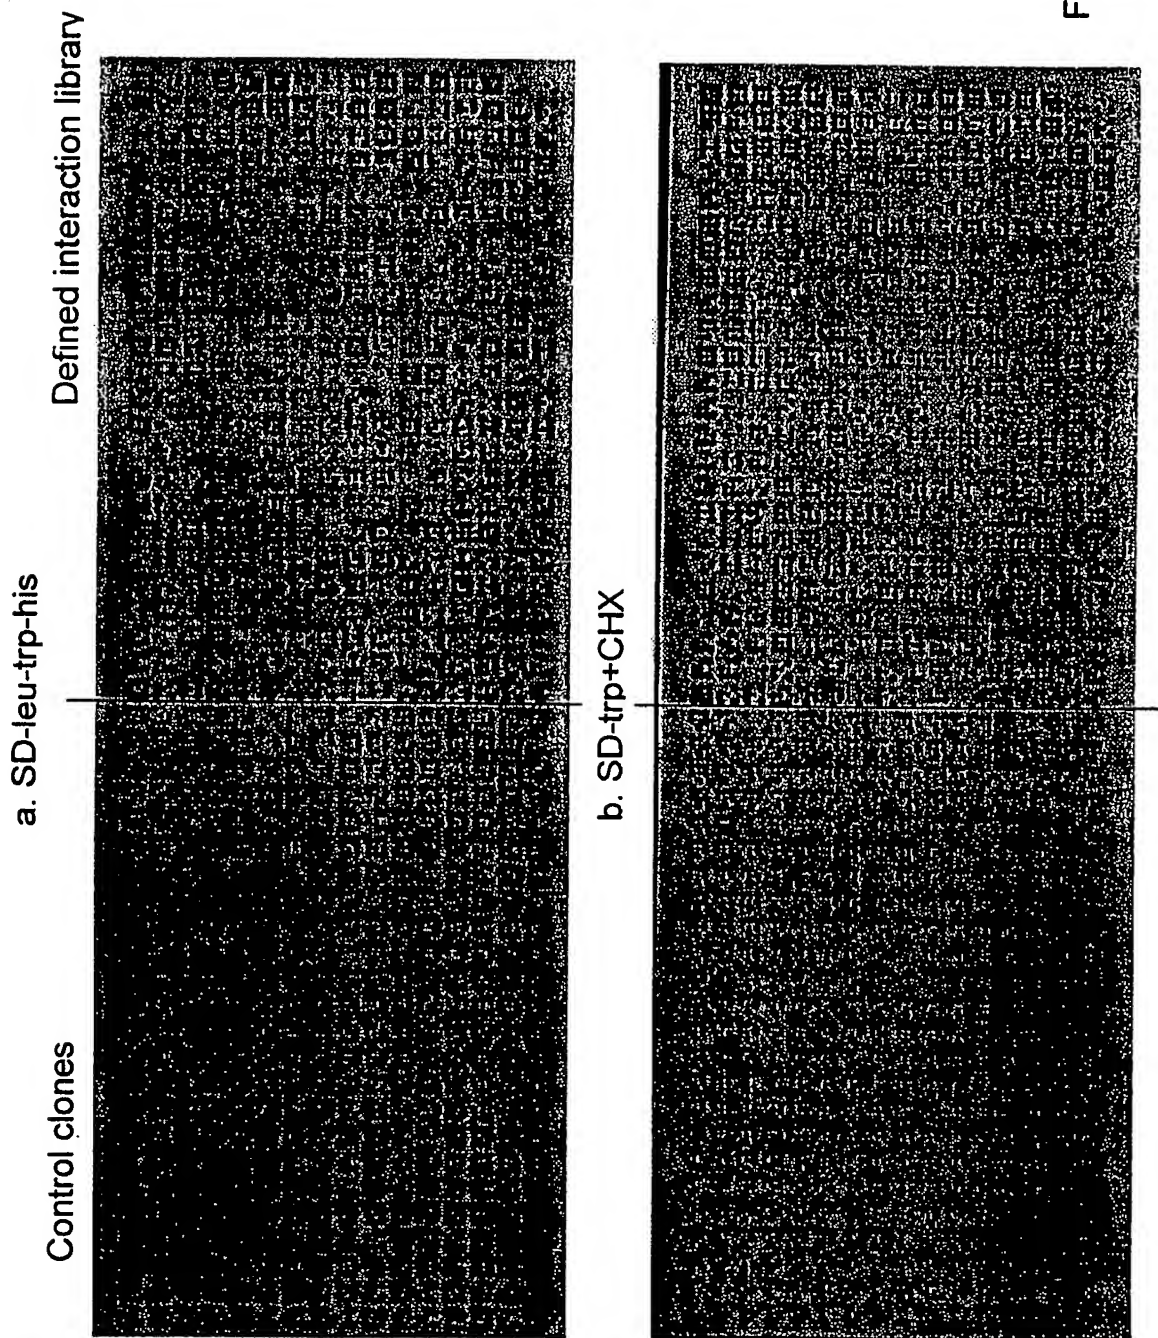 a. SD-leu-trp-his
Control clones
Defined interaction library
b. SD-trp+CHX